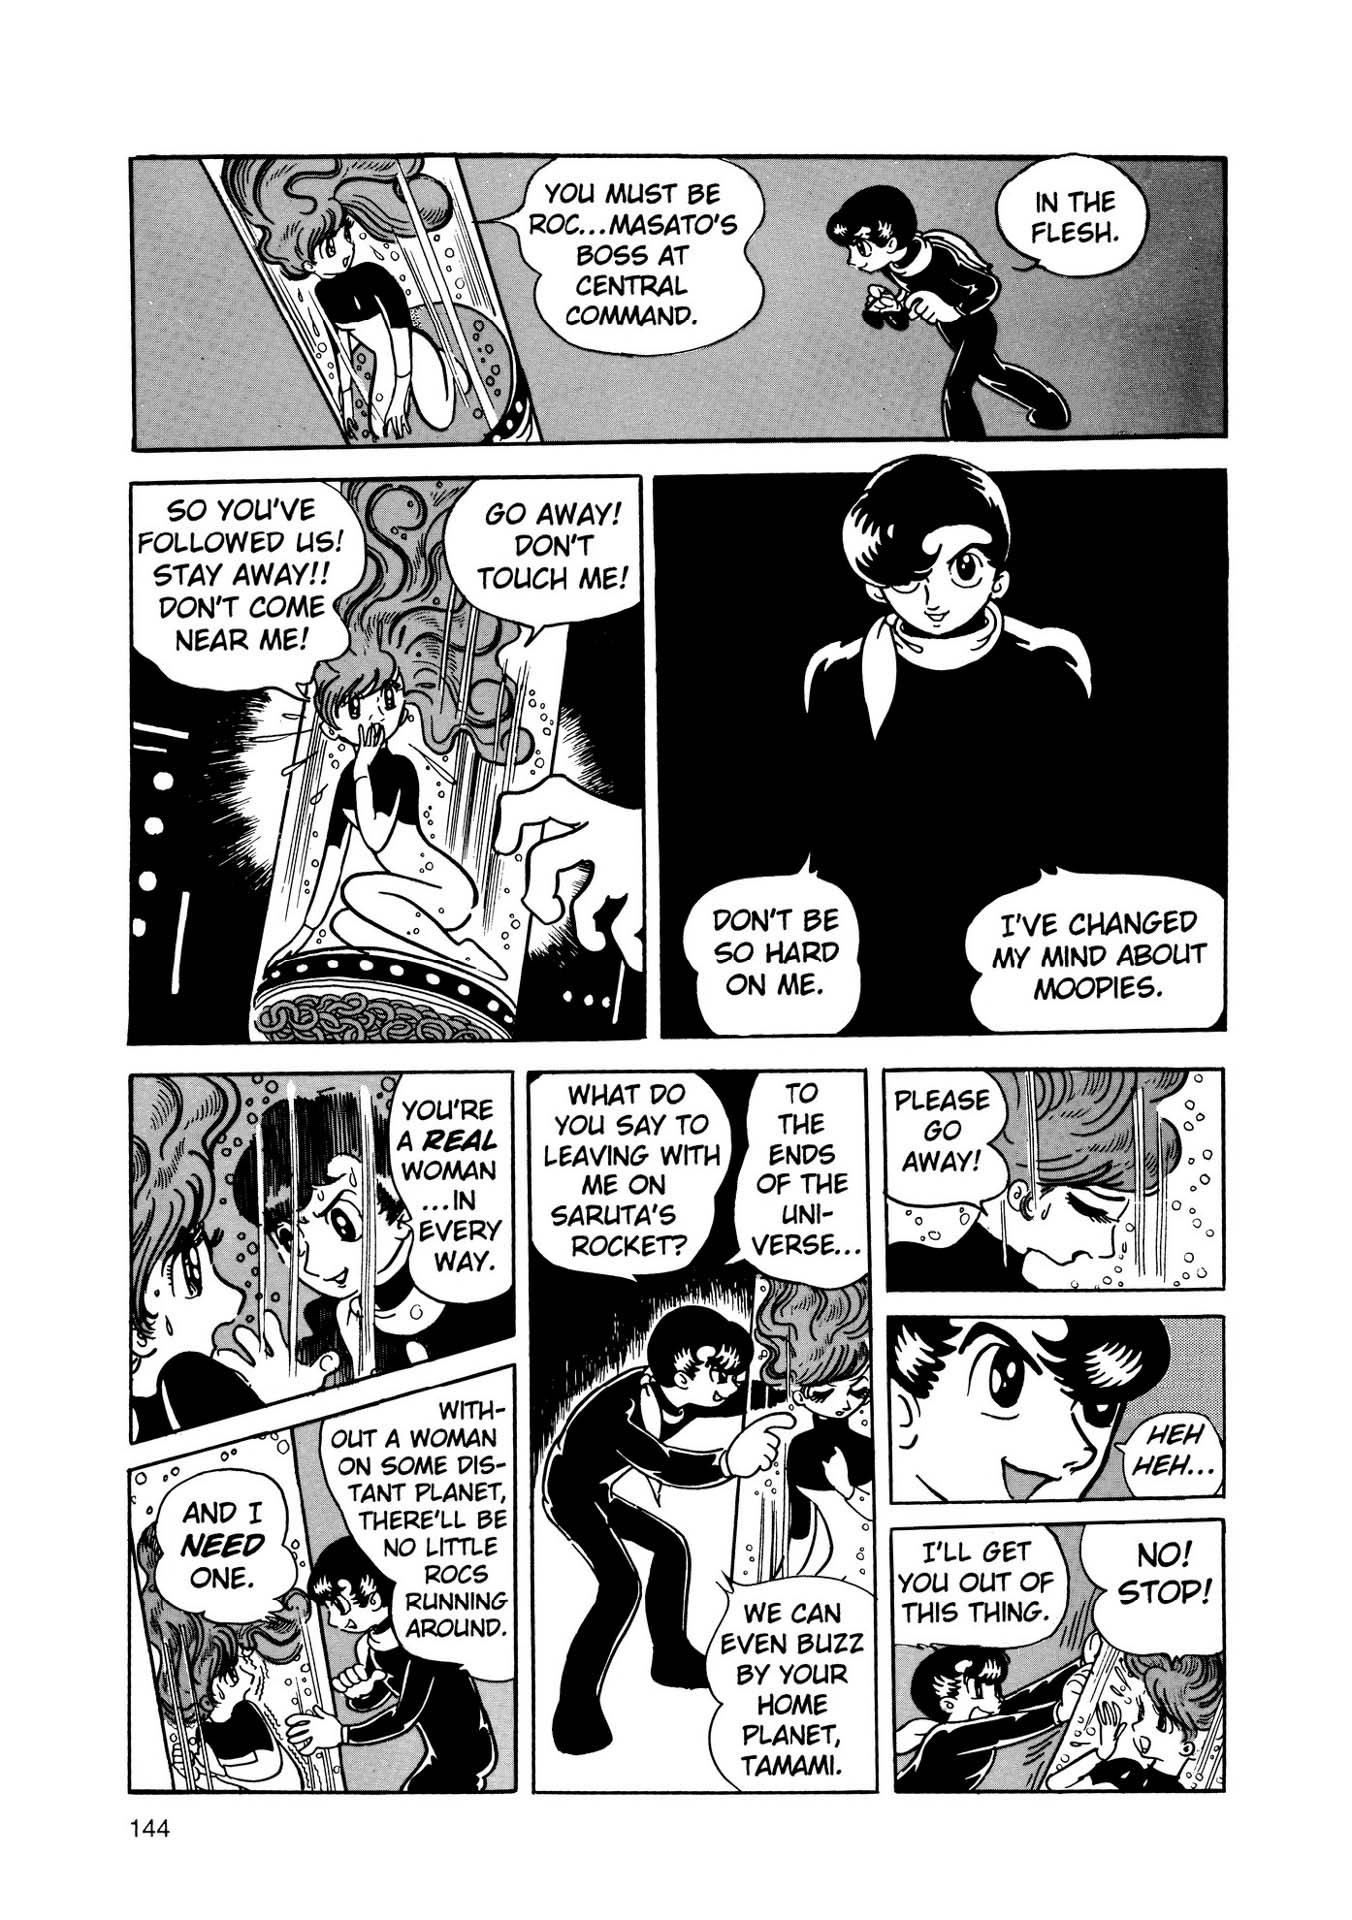 YOU MUST BE
ROC...MASATO'S
BOSS AT
CENTRAL
COMMAND.
IN THE
FLESH.
SO YOU'VE
FOLLOWED US!
STAY AWAY!!
DON'T COME
NEAR ME!
GO AWAY!
DON'T
TOUCH ME!
DON'T BE
SO HARD
ON ME.
I'VE CHANGED
MY MIND ABOUT
MOOPIES.
YOU'RE
A REAL
WOMAN
...IN
EVERY
WAY.
AND I
NEED
ONE.
WITH-
OUT A WOMAN
ON SOME DIS-
TANT PLANET,
THERE'LL BE
NO LITTLE
ROCS
RUNNING
AROUND.
WHAT DO
YOU SAY TO
LEAVING WITH
ME ON
SARUTA'S
ROCKET?
TO
THE
ENDS
OF THE
UNI-
VERSE...
WE CAN
EVEN BUZZ
BY YOUR
HOME
PLANET,
TAMAMI.
PLEASE
GO
AWAY!
HEH
HEH...
I'LL GET
YOU OUT OF
THIS THING.
NO!
STOP!
144